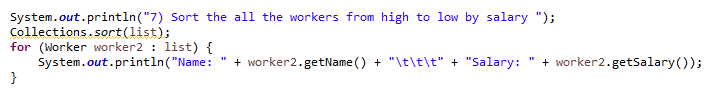 System.out.println("7) Sort the all the workers from high to low by salary ");
Collections.sort(list);
for (Worker worker2 : list) {
    System.out.println("Name: " + worker2.getName() + "\t\t\t" + "Salary: " + worker2.getSalary());
}